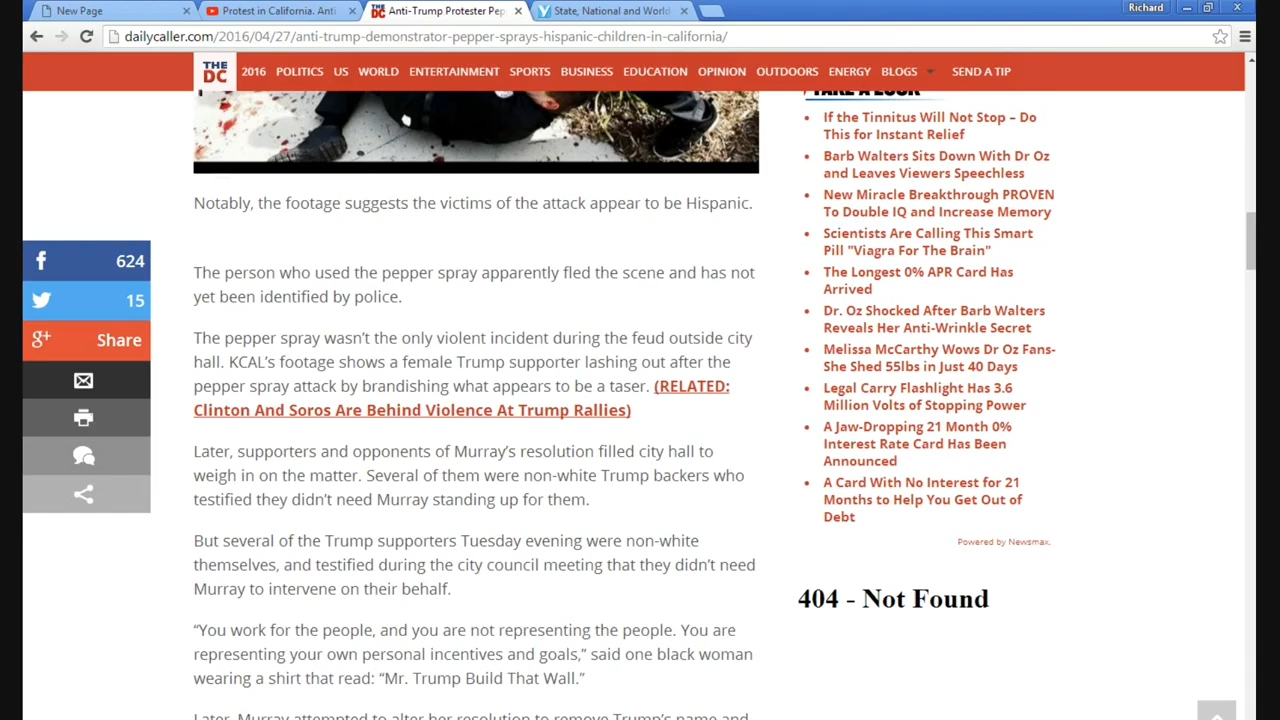 New Page
Protest in California. Anti
Anti-Trump Protester Pep
State, National and World
Richard
dailycaller.com/2016/04/27/anti-trump-demonstrator-pepper-sprays-hispanic-children-in-california/
THE DC
2016 POLITICS US WORLD ENTERTAINMENT SPORTS BUSINESS EDUCATION OPINION OUTDOORS ENERGY BLOGS SEND A TIP
624
15
Share
Notably, the footage suggests the victims of the attack appear to be Hispanic.
The person who used the pepper spray apparently fled the scene and has not
yet been identified by police.
The pepper spray wasn’t the only violent incident during the feud outside city
hall. KCAL’s footage shows a female Trump supporter lashing out after the
pepper spray attack by brandishing what appears to be a taser. (RELATED:
Clinton And Soros Are Behind Violence At Trump Rallies)
Later, supporters and opponents of Murray’s resolution filled city hall to
weigh in on the matter. Several of them were non-white Trump backers who
testified they didn’t need Murray standing up for them.
But several of the Trump supporters Tuesday evening were non-white
themselves, and testified during the city council meeting that they didn’t need
Murray to intervene on their behalf.
“You work for the people, and you are not representing the people. You are
representing your own personal incentives and goals,” said one black woman
wearing a shirt that read: “Mr. Trump Build That Wall.”
Later, Murray attempted to alter her resolution to remove Trump’s name and
TAKE A LOOK
If the Tinnitus Will Not Stop – Do
This for Instant Relief
Barb Walters Sits Down With Dr Oz
and Leaves Viewers Speechless
New Miracle Breakthrough PROVEN
To Double IQ and Increase Memory
Scientists Are Calling This Smart
Pill "Viagra For The Brain"
The Longest 0% APR Card Has
Arrived
Dr. Oz Shocked After Barb Walters
Reveals Her Anti-Wrinkle Secret
Melissa McCarthy Wows Dr Oz Fans-
She Shed 55lbs in Just 40 Days
Legal Carry Flashlight Has 3.6
Million Volts of Stopping Power
A Jaw-Dropping 21 Month 0%
Interest Rate Card Has Been
Announced
A Card With No Interest for 21
Months to Help You Get Out of
Debt
Powered by Newsmax.
404 - Not Found